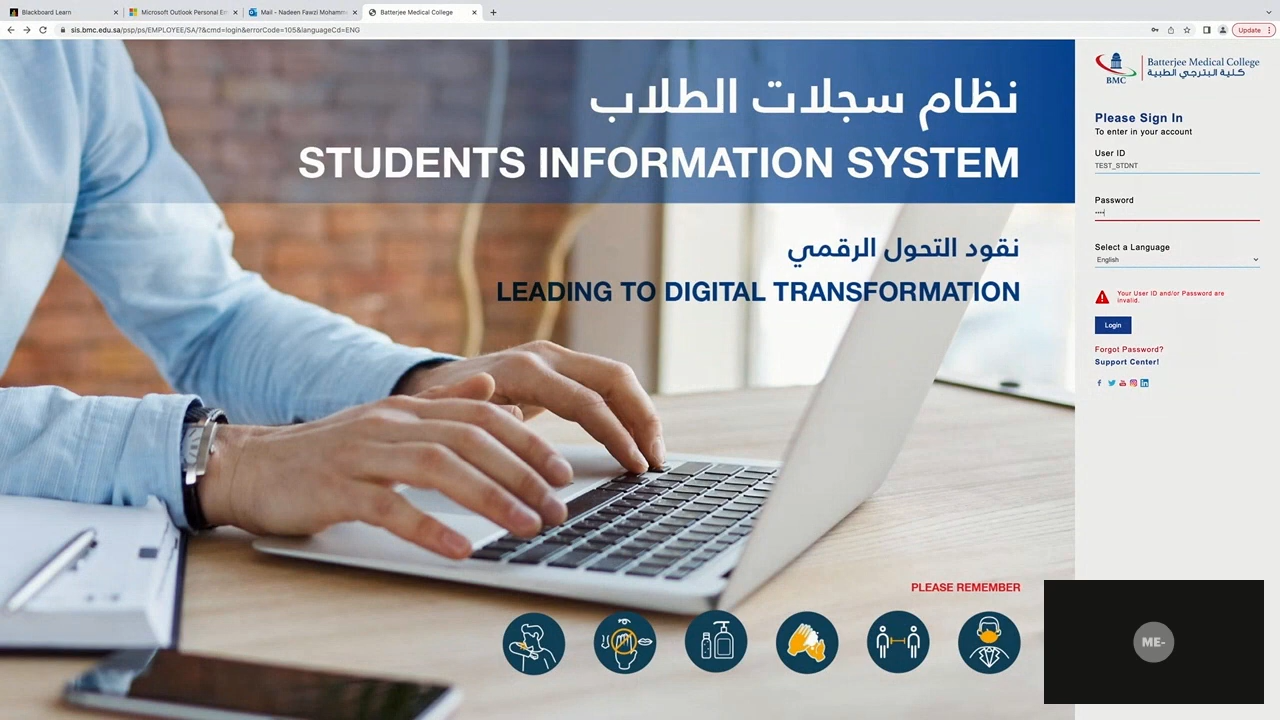 Blackboard Learn
Microsoft Outlook Personal Em
Mail - Nadeen Fawzi Mohamm
Batterjee Medical College
sis.bmc.edu.sa/psp/ps/EMPLOYEE/SA/?&cmd=login&errorCode=105&languageCd=ENG
Update
نظام سجلات الطلاب
STUDENTS INFORMATION SYSTEM
نقود التحول الرقمي
LEADING TO DIGITAL TRANSFORMATION
PLEASE REMEMBER
BMC
Batterjee Medical College
كلية البترجي الطبية
Please Sign In
To enter in your account
User ID
TEST_STDNT
Password
••••
Select a Language
English
Your User ID and/or Password are
invalid.
Login
Forgot Password?
Support Center!
ME-